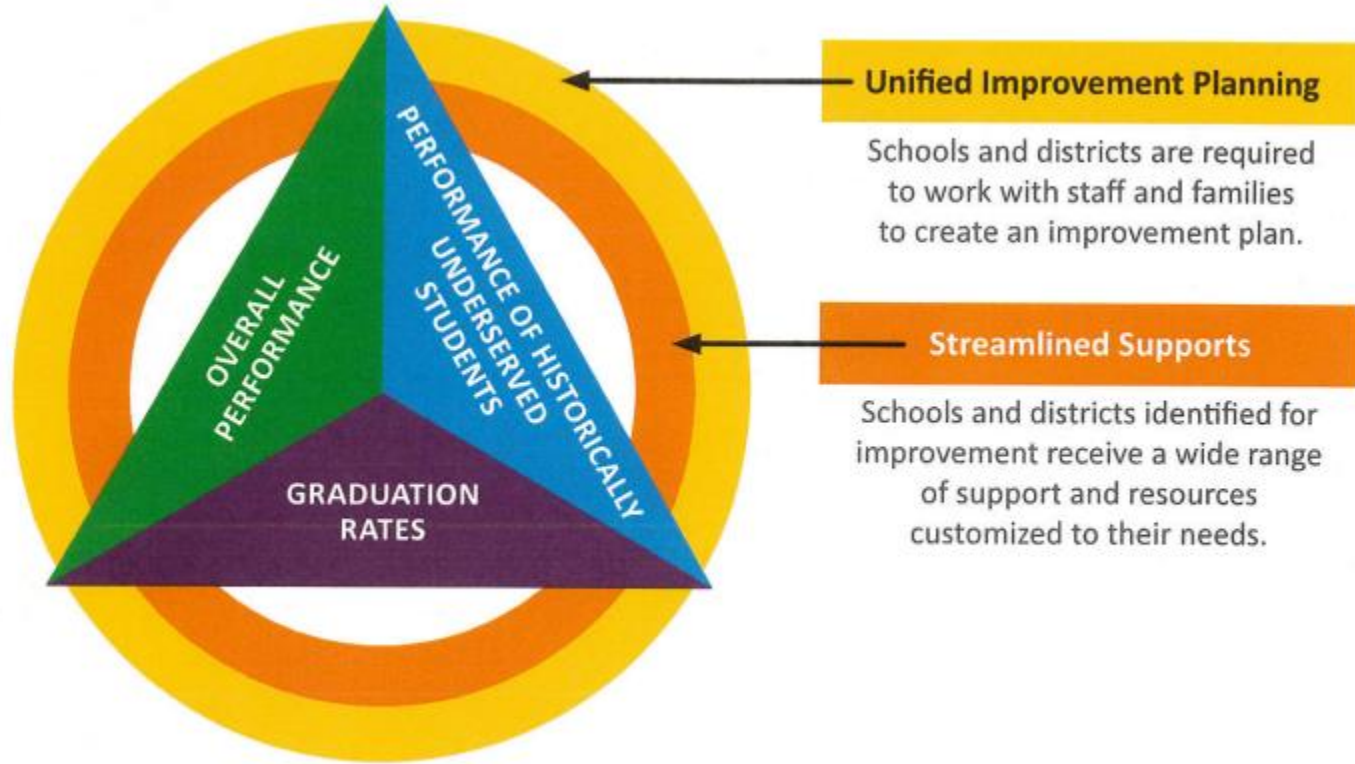 OVERALL
PERFORMANCE
PERFORMANCE OF HISTORICALLY
UNDERSERVED
STUDENTS
GRADUATION
RATES
Unified Improvement Planning
Schools and districts are required
to work with staff and families
to create an improvement plan.
Streamlined Supports
Schools and districts identified for
improvement receive a wide range
of support and resources
customized to their needs.